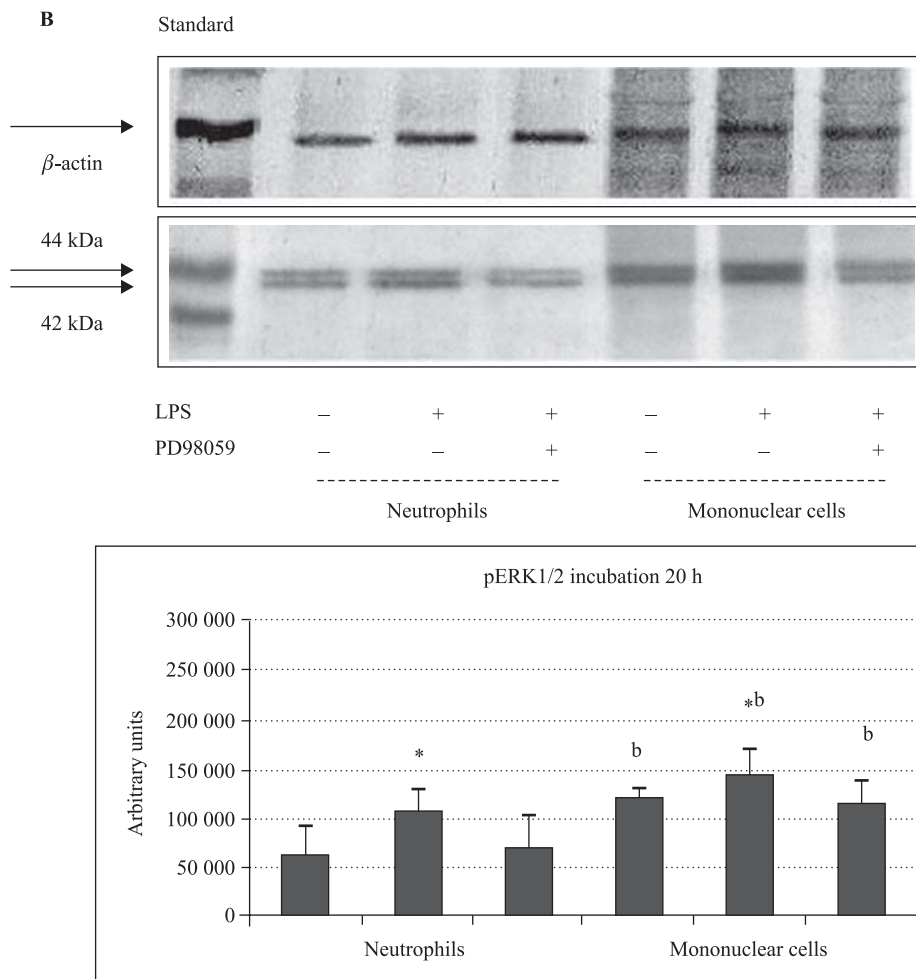 B
Standard
β-actin
44 kDa
42 kDa
LPS – + + – + +
PD98059 – – + – – +
Neutrophils Mononuclear cells
pERK1/2 incubation 20 h
Arbitrary units
300 000
250 000
200 000
150 000
100 000
50 000
0
* b *b b
Neutrophils Mononuclear cells